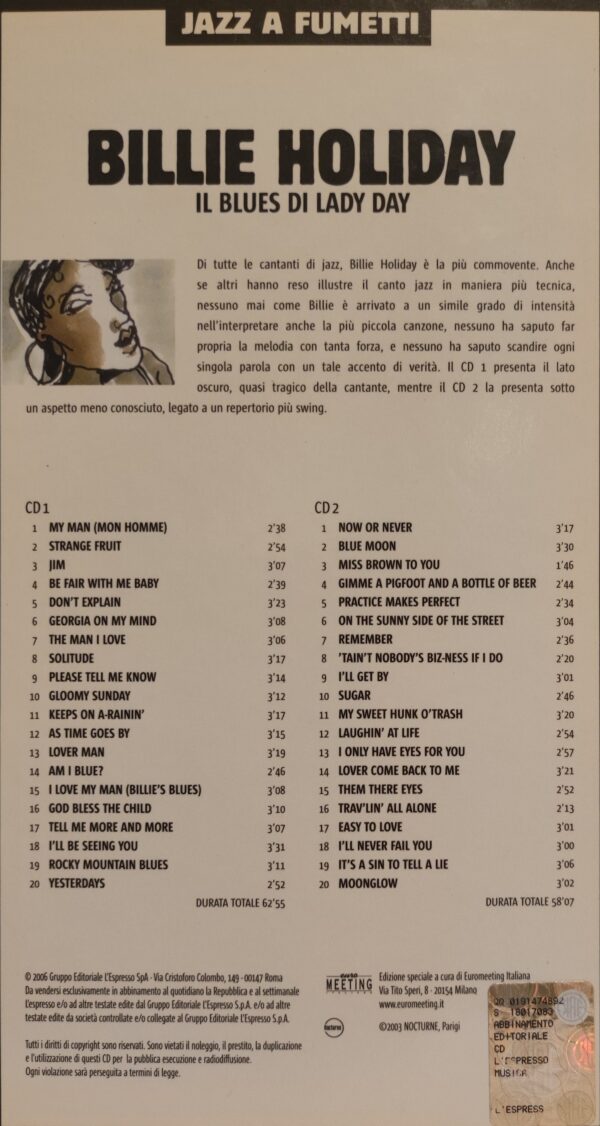 JAZZ A FUMETTI
BILLIE HOLIDAY
IL BLUES DI LADY DAY
Di tutte le cantanti di jazz, Billie Holiday è la più commovente. Anche
se altri hanno reso illustre il canto jazz in maniera più tecnica,
nessuno mai come Billie è arrivato a un simile grado di intensità
nell'interpretare anche la più piccola canzone, nessuno ha saputo far
propria la melodia con tanta forza, e nessuno ha saputo scandire ogni
singola parola con un tale accento di verità. Il CD 1 presenta il lato
oscuro, quasi tragico della cantante, mentre il CD 2 la presenta sotto
un aspetto meno conosciuto, legato a un repertorio più swing.
CD 1
1 MY MAN (MON HOMME) 2'38
2 STRANGE FRUIT 2'54
3 JIM 3'07
4 BE FAIR WITH ME BABY 2'39
5 DON'T EXPLAIN 3'23
6 GEORGIA ON MY MIND 3'08
7 THE MAN I LOVE 3'06
8 SOLITUDE 3'17
9 PLEASE TELL ME KNOW 3'14
10 GLOOMY SUNDAY 3'12
11 KEEPS ON A-RAININ' 3'17
12 AS TIME GOES BY 3'15
13 LOVER MAN 3'19
14 AM I BLUE? 2'46
15 I LOVE MY MAN (BILLIE'S BLUES) 3'08
16 GOD BLESS THE CHILD 3'10
17 TELL ME MORE AND MORE 3'07
18 I'LL BE SEEING YOU 3'31
19 ROCKY MOUNTAIN BLUES 3'11
20 YESTERDAYS 2'52
DURATA TOTALE 62'55
CD 2
1 NOW OR NEVER 3'17
2 BLUE MOON 3'30
3 MISS BROWN TO YOU 1'46
4 GIMME A PIGFOOT AND A BOTTLE OF BEER 2'44
5 PRACTICE MAKES PERFECT 2'34
6 ON THE SUNNY SIDE OF THE STREET 3'04
7 REMEMBER 2'36
8 'TAIN'T NOBODY'S BIZ-NESS IF I DO 2'20
9 I'LL GET BY 3'01
10 SUGAR 2'46
11 MY SWEET HUNK O'TRASH 3'20
12 LAUGHIN' AT LIFE 2'54
13 I ONLY HAVE EYES FOR YOU 2'57
14 LOVER COME BACK TO ME 3'21
15 THEM THERE EYES 2'52
16 TRAV'LIN' ALL ALONE 2'13
17 EASY TO LOVE 3'01
18 I'LL NEVER FAIL YOU 3'00
19 IT'S A SIN TO TELL A LIE 3'06
20 MOONGLOW 3'02
DURATA TOTALE 58'07
© 2006 Gruppo Editoriale L'Espresso SpA - Via Cristoforo Colombo, 149 - 00147 Roma
Da vendersi esclusivamente in abbinamento al quotidiano la Repubblica e al settimanale
L'espresso e/o ad altre testate edite dal Gruppo Editoriale L'Espresso S.p.A. e/o ad altre
testate edite da società controllate e/o collegate al Gruppo Editoriale L'Espresso S.p.A.
Tutti i diritti di copyright sono riservati. Sono vietati il noleggio, il prestito, la duplicazione
e l'utilizzazione di questi CD per la pubblica esecuzione e radiodiffusione.
Ogni violazione sarà perseguita a termini di legge.
euro
MEETING
Edizione speciale a cura di Euromeeting Italiana
Via Tito Speri, 8 - 20154 Milano
www.euromeeting.it
nocturne
©2003 NOCTURNE, Parigi
ABBINAMENTO
EDITORIALE
CD
L'ESPRESSO
MUSICA
L'ESPRESS